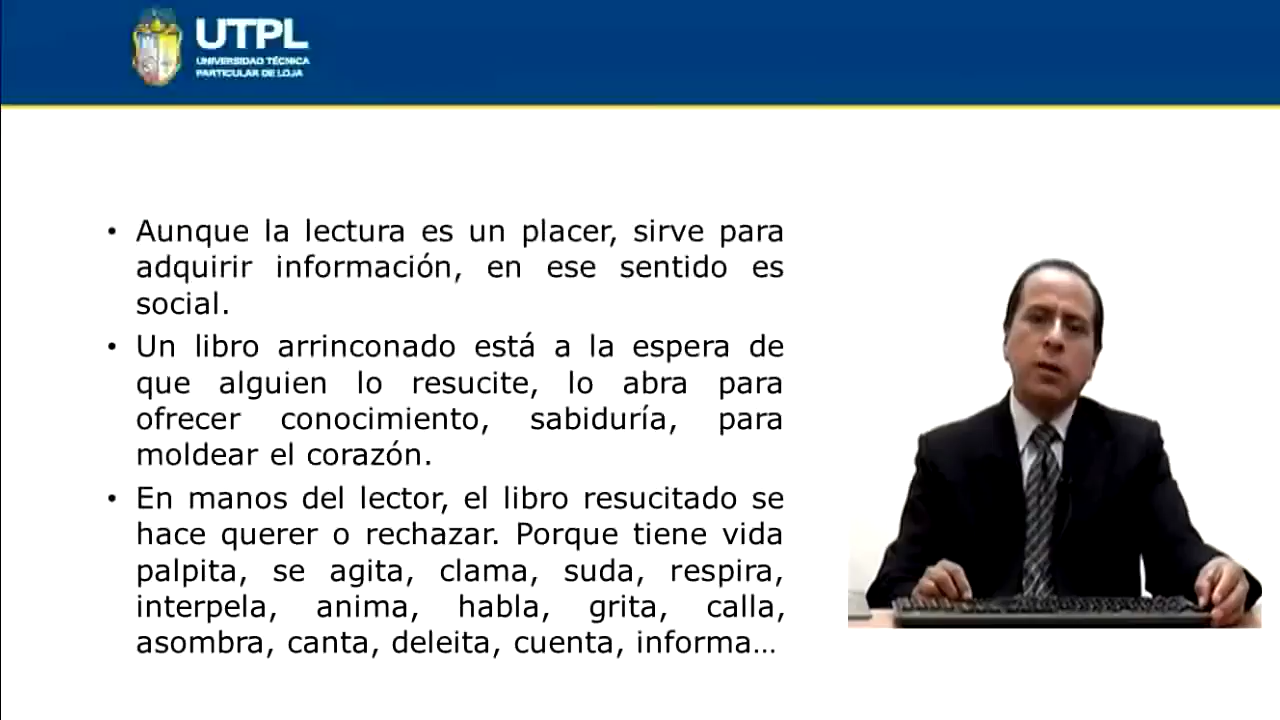 UTPL
UNIVERSIDAD TÉCNICA
PARTICULAR DE LOJA
• Aunque la lectura es un placer, sirve para
adquirir información, en ese sentido es
social.
• Un libro arrinconado está a la espera de
que alguien lo resucite, lo abra para
ofrecer conocimiento, sabiduría, para
moldear el corazón.
• En manos del lector, el libro resucitado se
hace querer o rechazar. Porque tiene vida
palpita, se agita, clama, suda, respira,
interpela, anima, habla, grita, calla,
asombra, canta, deleita, cuenta, informa…